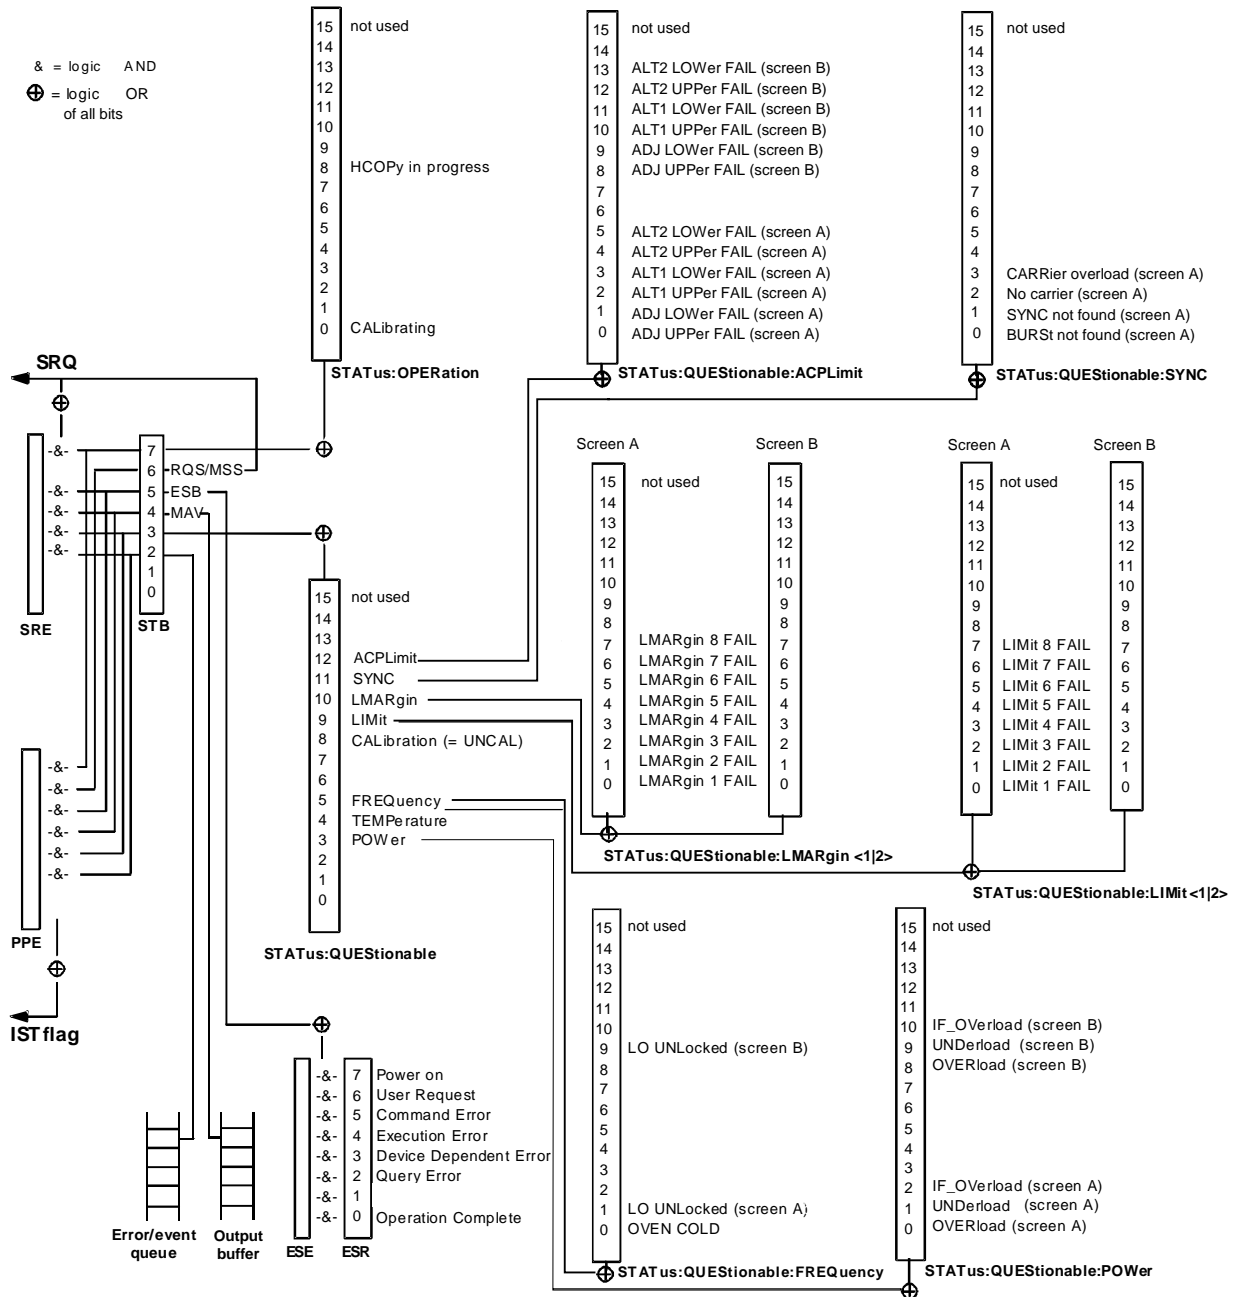 & = logic AND
⊕ = logic OR
of all bits
15 not used
14
13
12
11
10
9
8 HCOPy in progress
7
6
5
4
3
2
1
0 CALibrating
STATus:OPERation
15 not used
14
13 ALT2 LOWer FAIL (screen B)
12 ALT2 UPPer FAIL (screen B)
11 ALT1 LOWer FAIL (screen B)
10 ALT1 UPPer FAIL (screen B)
9 ADJ LOWer FAIL (screen B)
8 ADJ UPPer FAIL (screen B)
7
6
5 ALT2 LOWer FAIL (screen A)
4 ALT2 UPPer FAIL (screen A)
3 ALT1 LOWer FAIL (screen A)
2 ALT1 UPPer FAIL (screen A)
1 ADJ LOWer FAIL (screen A)
0 ADJ UPPer FAIL (screen A)
STATus:QUEStionable:ACPLimit
15 not used
14
13
12
11
10
9
8
7
6
5
4
3 CARRier overload (screen A)
2 No carrier (screen A)
1 SYNC not found (screen A)
0 BURSt not found (screen A)
STATus:QUEStionable:SYNC
SRQ
-&- 7
6 RQS/MSS
-&- 5 ESB
-&- 4 MAV
-&- 3
-&- 2
1
0
SRE
STB
15 not used
14
13
12 ACPLimit
11 SYNC
10 LMARgin
9 LIMit
8 CALibration (= UNCAL)
7
6
5 FREQuency
4 TEMPerature
3 POWer
2
1
0
STATus:QUEStionable
Screen A Screen B
15 not used 15
14 14
13 13
12 12
11 11
10 10
9 9
8 8
7 LMARgin 8 FAIL 7
6 LMARgin 7 FAIL 6
5 LMARgin 6 FAIL 5
4 LMARgin 5 FAIL 4
3 LMARgin 4 FAIL 3
2 LMARgin 3 FAIL 2
1 LMARgin 2 FAIL 1
0 LMARgin 1 FAIL 0
STATus:QUEStionable:LMARgin <1|2>
Screen A Screen B
15 not used 15
14 14
13 13
12 12
11 11
10 10
9 9
8 8
7 LIMit 8 FAIL 7
6 LIMit 7 FAIL 6
5 LIMit 6 FAIL 5
4 LIMit 5 FAIL 4
3 LIMit 4 FAIL 3
2 LIMit 3 FAIL 2
1 LIMit 2 FAIL 1
0 LIMit 1 FAIL 0
STATus:QUEStionable:LIMit<1|2>
-&-
-&-
-&-
-&-
-&-
-&-
PPE
ISTflag
15 not used
14
13
12
11
10
9 LO UNLocked (screen B)
8
7
6
5
4
3
2
1 LO UNLocked (screen A)
0 OVEN COLD
STATus:QUEStionable:FREQuency
15 not used
14
13
12
11
10 IF_OVerload (screen B)
9 UNDerload (screen B)
8 OVERload (screen B)
7
6
5
4
3
2 IF_OVerload (screen A)
1 UNDerload (screen A)
0 OVERload (screen A)
STATus:QUEStionable:POWer
-&- 7 Power on
-&- 6 User Request
-&- 5 Command Error
-&- 4 Execution Error
-&- 3 Device Dependent Error
-&- 2 Query Error
-&- 1
-&- 0 Operation Complete
ESE ESR
Error/event
queue
Output
buffer